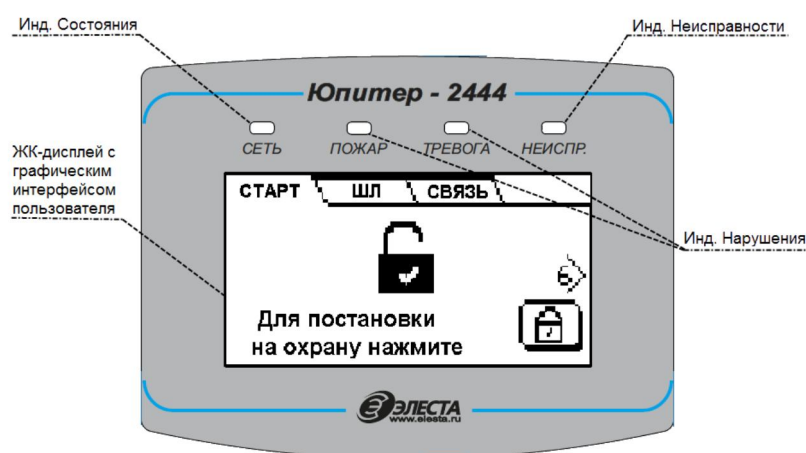 Инд. Состояния
Инд. Неисправности
Юпитер - 2444
СЕТЬ ПОЖАР ТРЕВОГА НЕИСПР.
ЖК-дисплей с
графическим
интерфейсом
пользователя
СТАРТ ШЛ СВЯЗЬ
Инд. Нарушения
Для постановки
на охрану нажмите
ЭЛЕСТА
www.elesta.ru